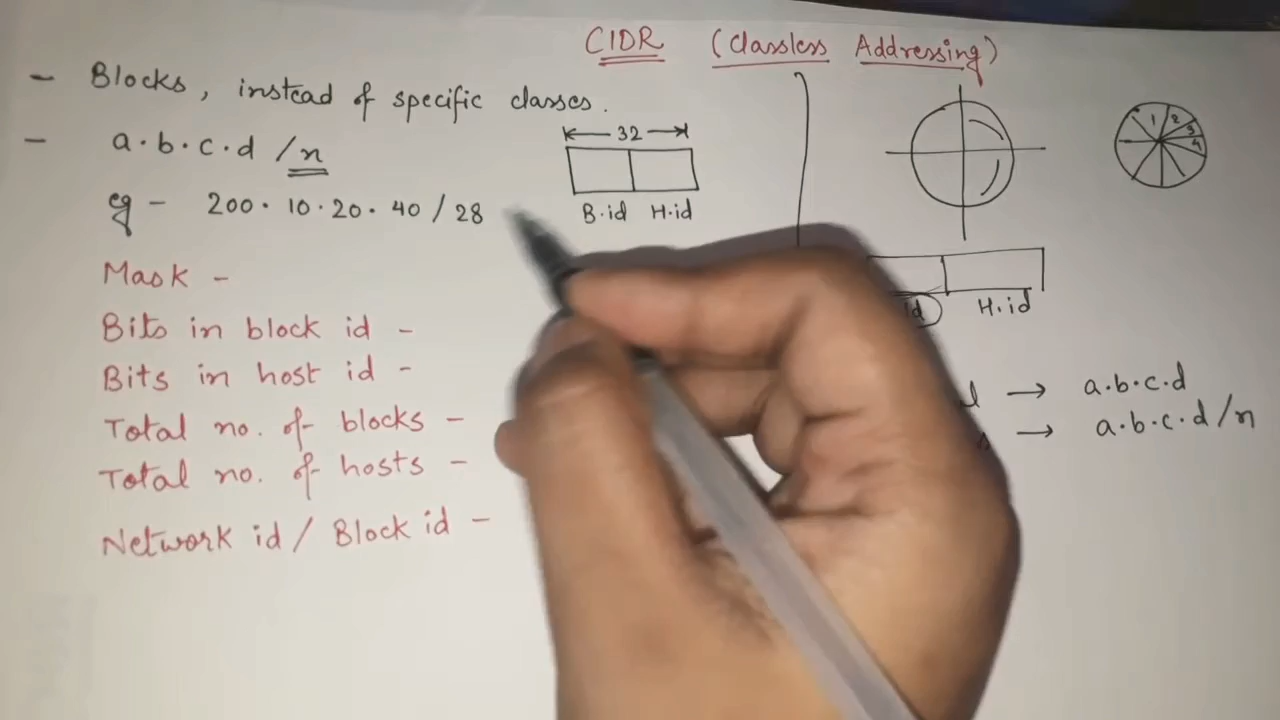 CIDR (Classless Addressing)
- Blocks, instead of specific classes.
- a.b.c.d /n
eg - 200.10.20.40 / 28
Mask -
Bits in block id -
Bits in host id -
Total no. of blocks -
Total no. of hosts -
Network id / Block id -
32
B.id H.id
1 2 3 4
id H.id
→ a.b.c.d
→ a.b.c.d/n